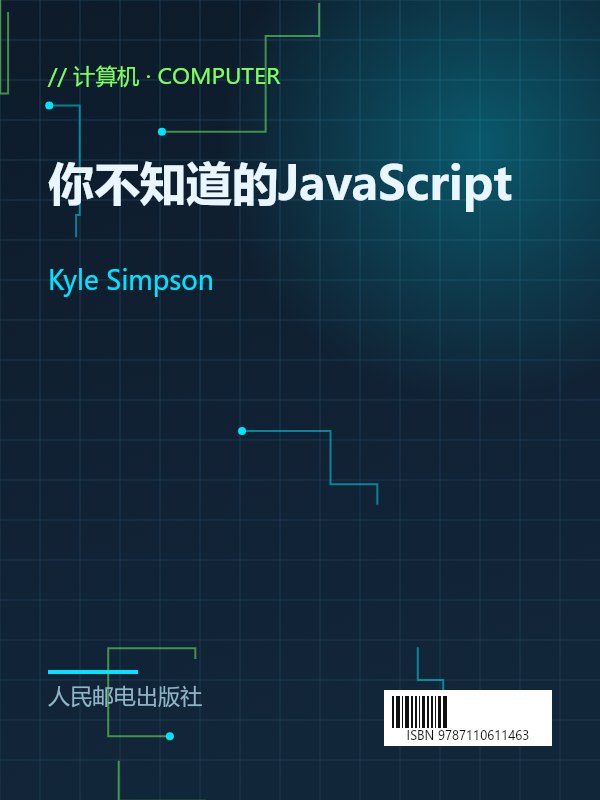 // 计算机 · COMPUTER
你不知道的JavaScript
Kyle Simpson
人民邮电出版社
ISBN 9787110611463